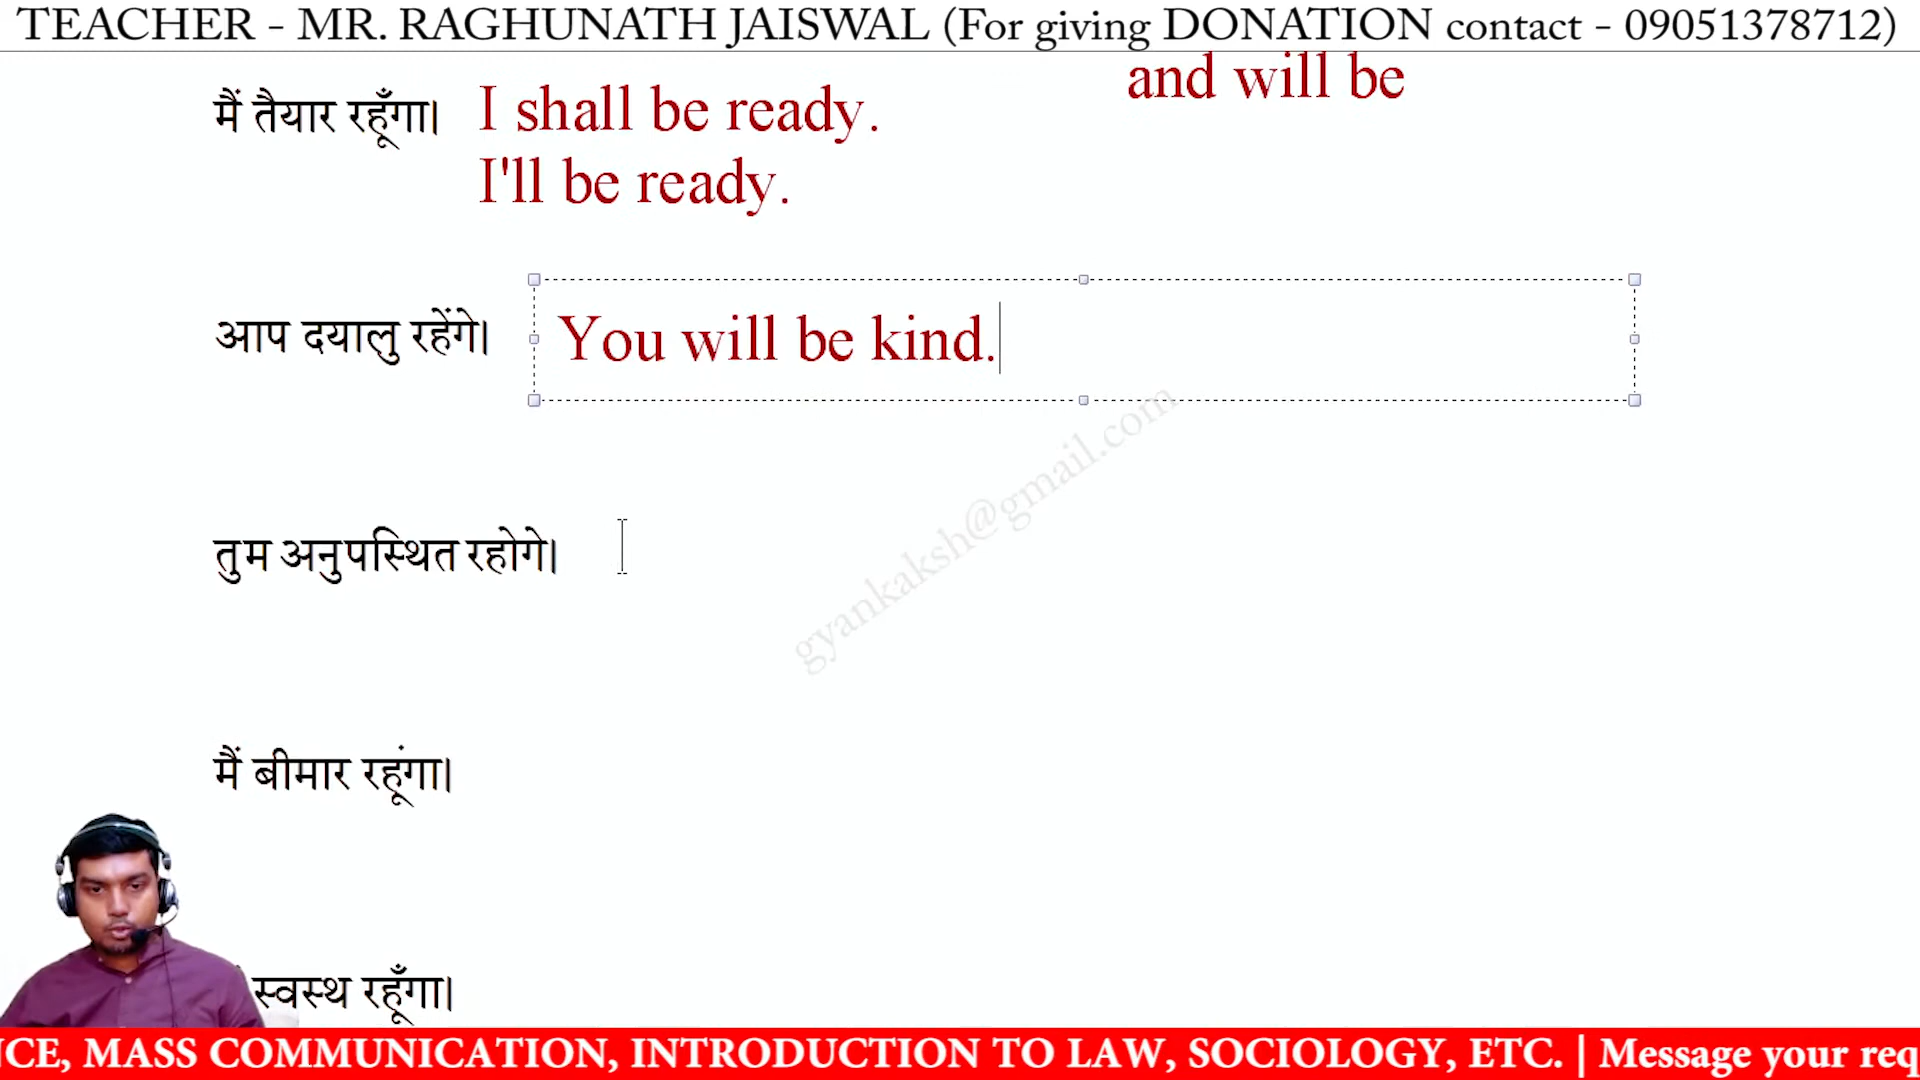 TEACHER - MR. RAGHUNATH JAISWAL (For giving DONATION contact - 09051378712)
and will be
मैं तैयार रहूँगा। I shall be ready.
I'll be ready.
आप दयालु रहेंगे। You will be kind.
gyankaksh@gmail.com
तुम अनुपस्थित रहोगे।
मैं बीमार रहूंगा।
स्वस्थ रहूँगा।
NCE, MASS COMMUNICATION, INTRODUCTION TO LAW, SOCIOLOGY, ETC. | Message your req